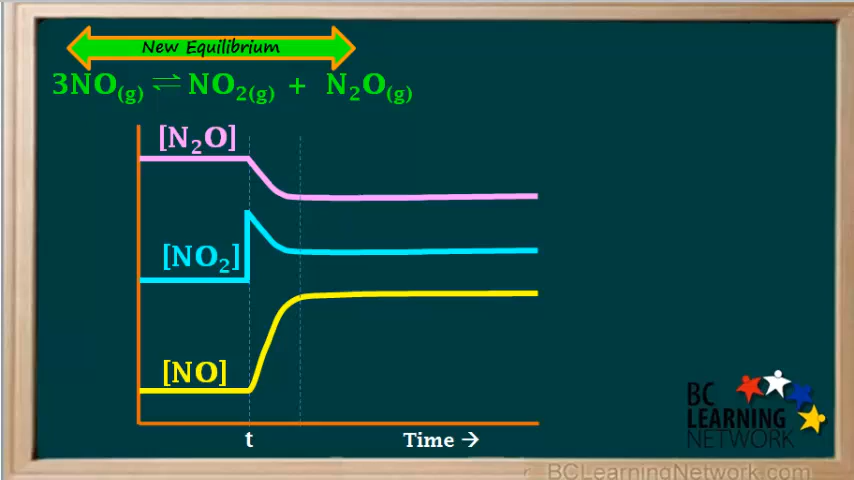 New Equilibrium
3NO(g) ⇌ NO₂(g) + N₂O(g)
[N₂O]
[NO₂]
[NO]
t
Time →
BC
LEARNING
NETWORK
BCLearningNetwork.com